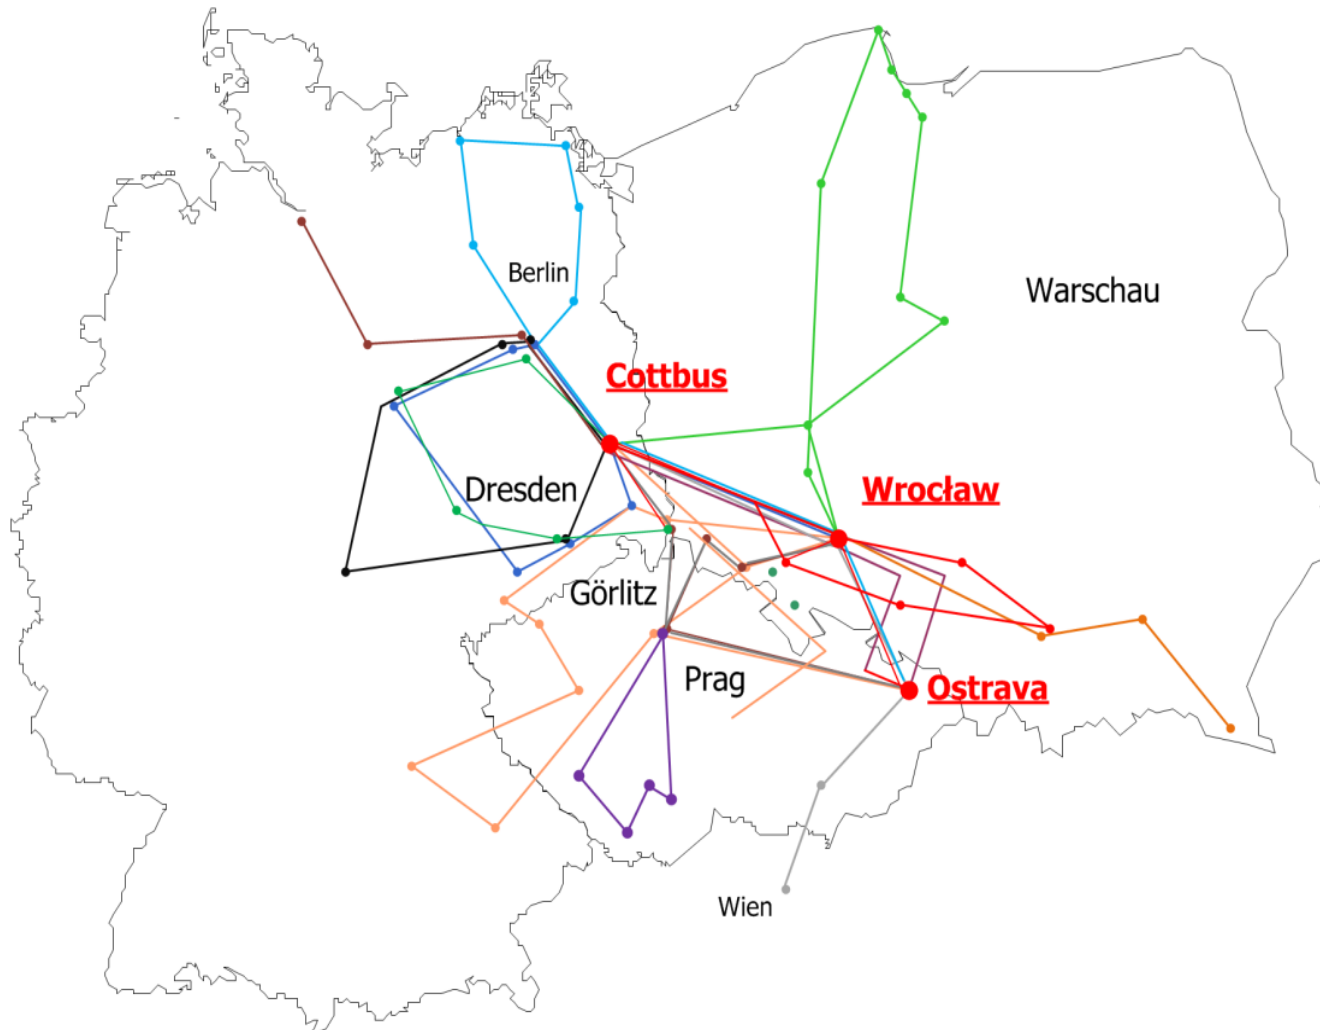 Berlin
Warschau
Cottbus
Dresden
Wrocław
Görlitz
Prag
Ostrava
Wien